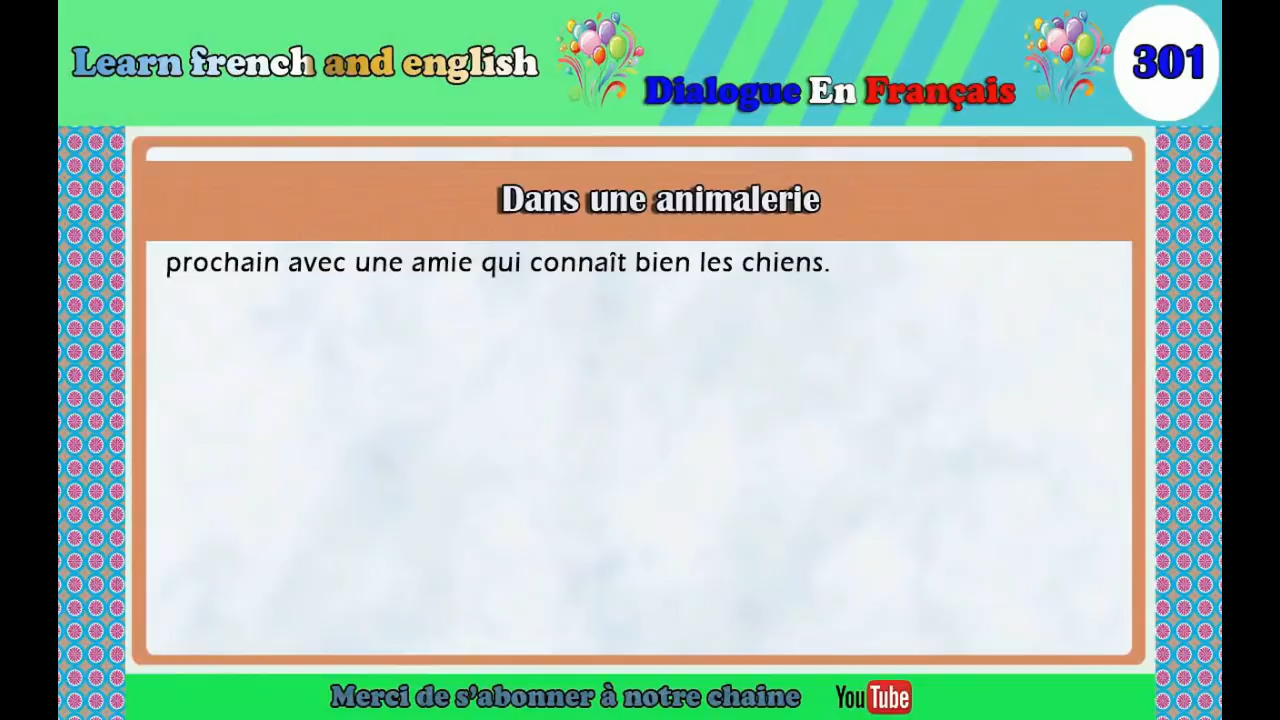 Learn french and english
Dialogue En Français
301
Dans une animalerie
prochain avec une amie qui connaît bien les chiens.
Merci de s'abonner à notre chaine
YouTube